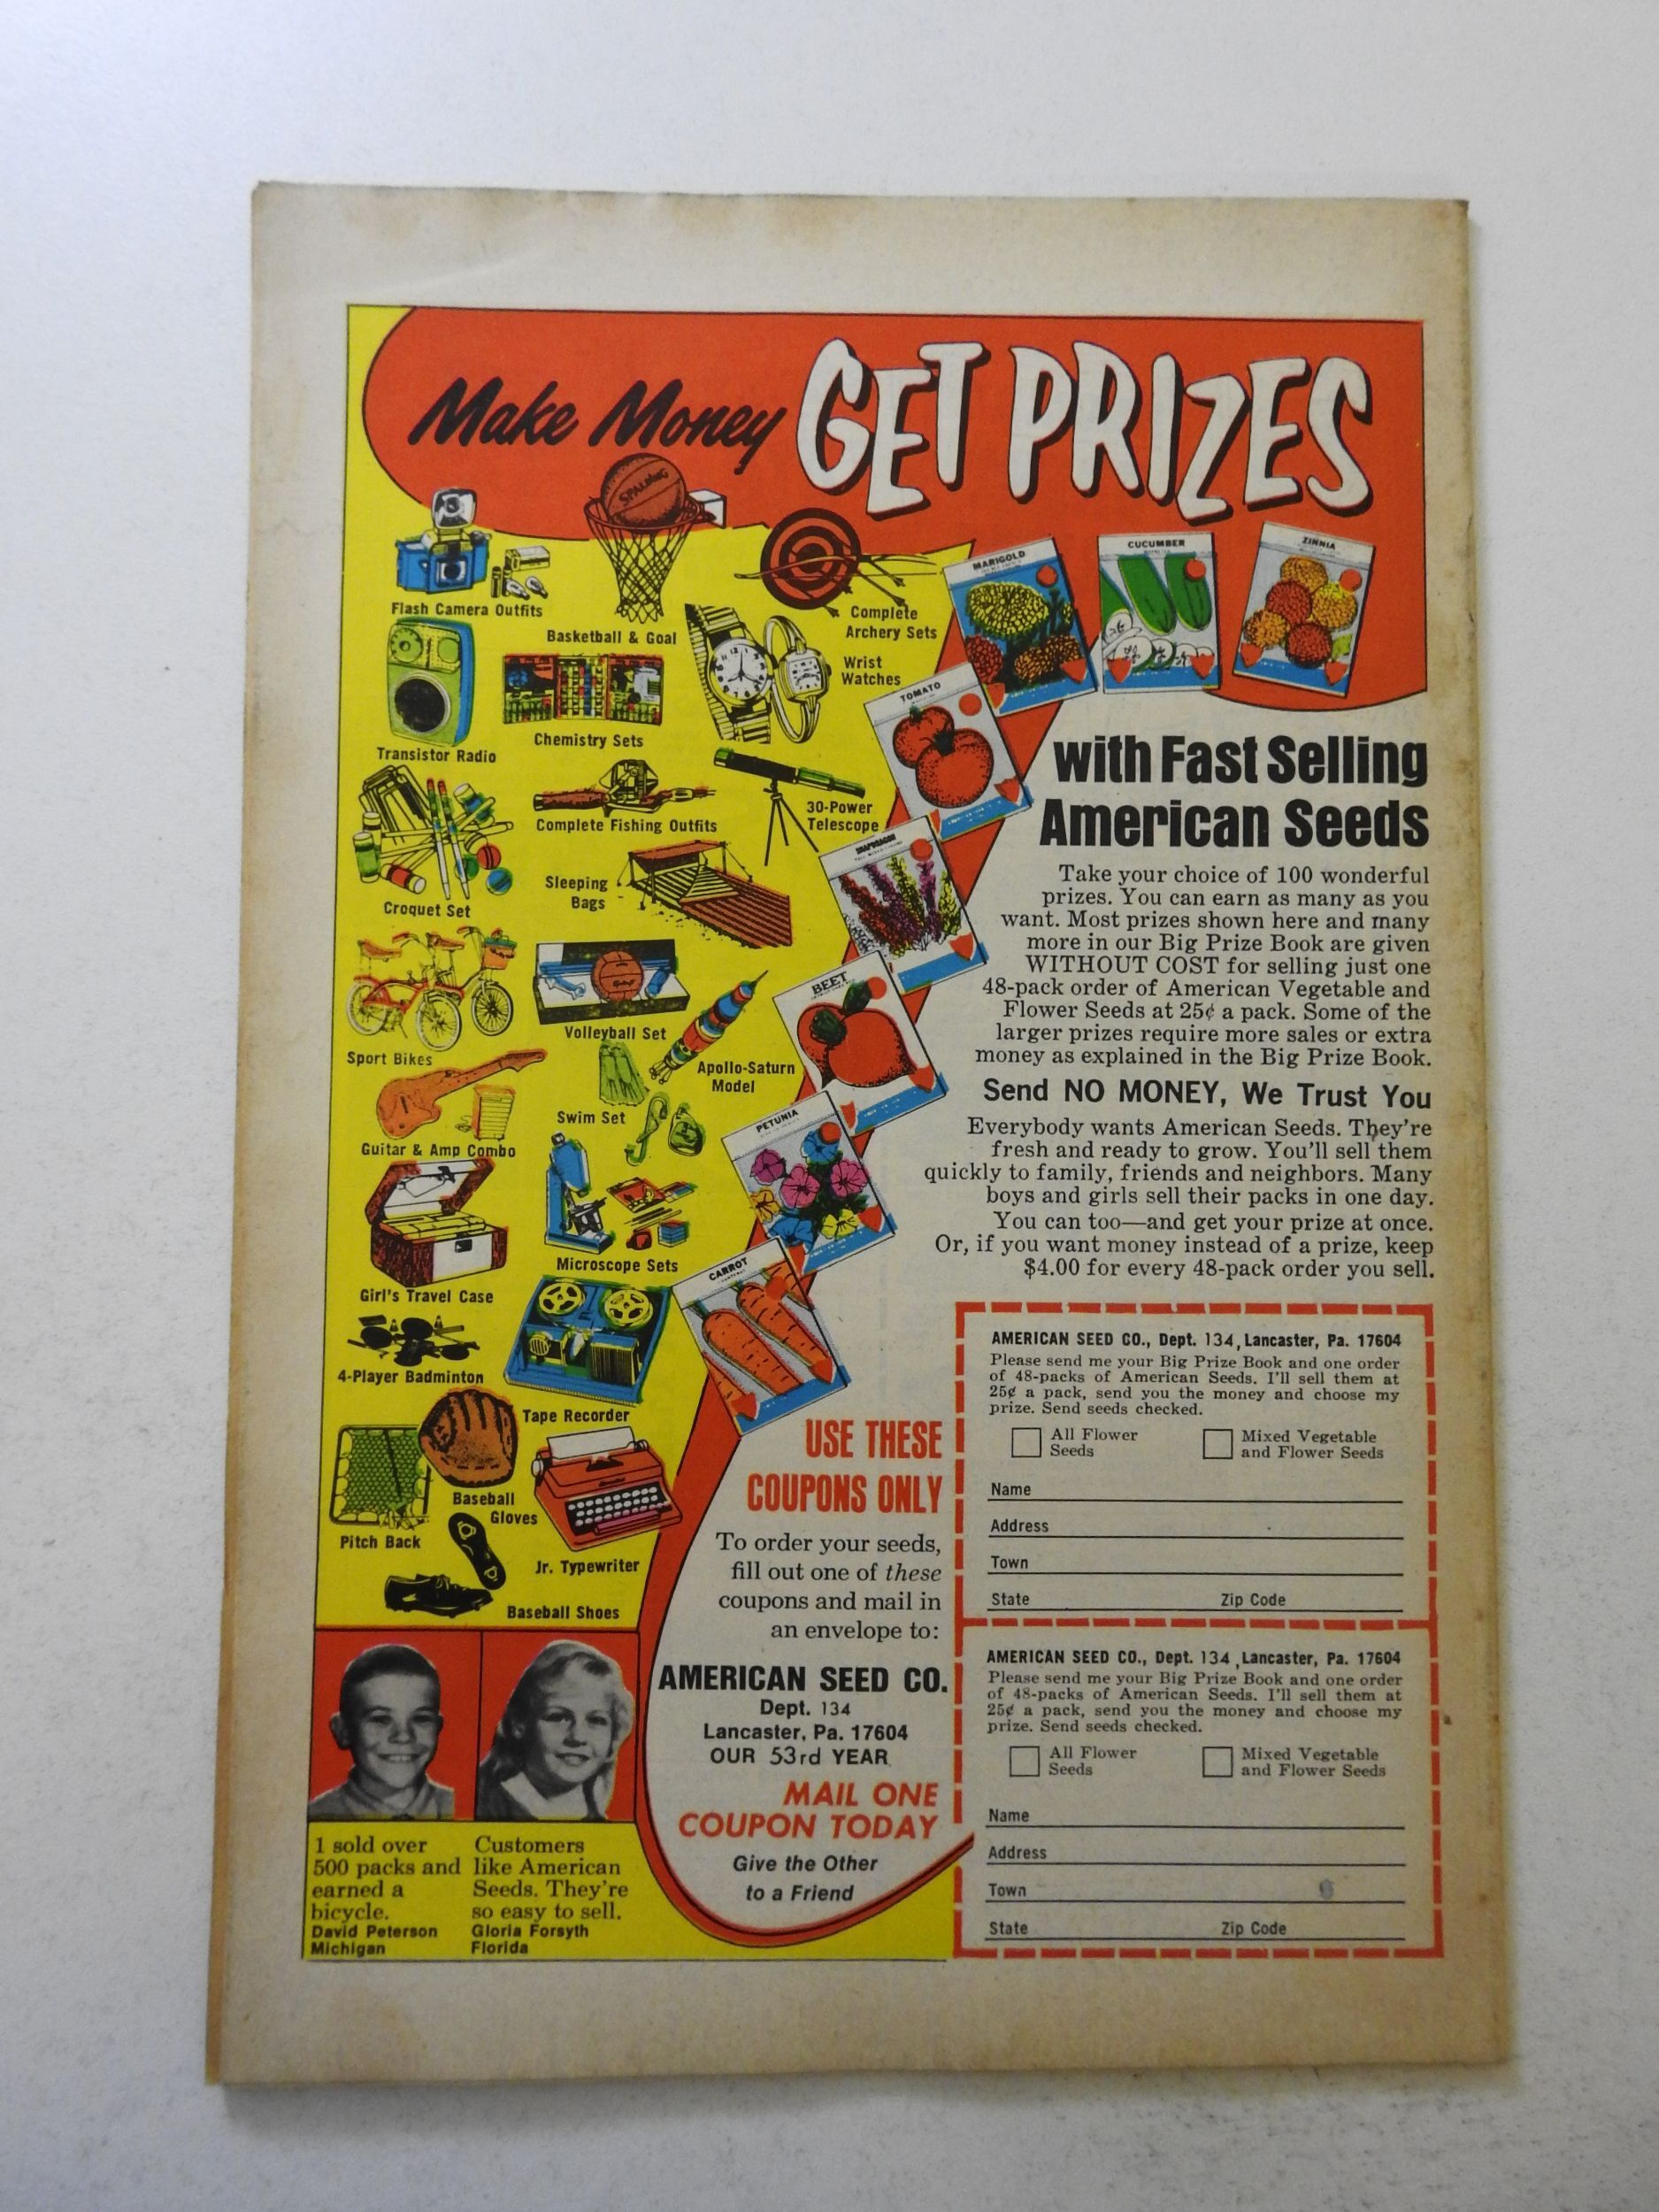 Make Money GET PRIZES
SPALDING
Flash Camera Outfits
Basketball & Goal
Complete
Archery Sets
Wrist
Watches
Transistor Radio
Chemistry Sets
30-Power
Telescope
Complete Fishing Outfits
Croquet Set
Sleeping
Bags
Sport Bikes
Volleyball Set
Apollo-Saturn
Model
Swim Set
Guitar & Amp Combo
Microscope Sets
Girl's Travel Case
4-Player Badminton
Tape Recorder
Baseball
Gloves
Pitch Back
Jr. Typewriter
Baseball Shoes
MARIGOLD
CUCUMBER
ZINNIA
TOMATO
SNAPDRAGON
BEET
PETUNIA
CARROT
with Fast Selling
American Seeds
Take your choice of 100 wonderful
prizes. You can earn as many as you
want. Most prizes shown here and many
more in our Big Prize Book are given
WITHOUT COST for selling just one
48-pack order of American Vegetable and
Flower Seeds at 25¢ a pack. Some of the
larger prizes require more sales or extra
money as explained in the Big Prize Book.
Send NO MONEY, We Trust You
Everybody wants American Seeds. They're
fresh and ready to grow. You'll sell them
quickly to family, friends and neighbors. Many
boys and girls sell their packs in one day.
You can too—and get your prize at once.
Or, if you want money instead of a prize, keep
$4.00 for every 48-pack order you sell.
USE THESE
COUPONS ONLY
To order your seeds,
fill out one of these
coupons and mail in
an envelope to:
AMERICAN SEED CO.
Dept. 134
Lancaster, Pa. 17604
OUR 53rd YEAR
MAIL ONE
COUPON TODAY
Give the Other
to a Friend
AMERICAN SEED CO., Dept. 134, Lancaster, Pa. 17604
Please send me your Big Prize Book and one order
of 48-packs of American Seeds. I'll sell them at
25¢ a pack, send you the money and choose my
prize. Send seeds checked.
All Flower
Seeds
Mixed Vegetable
and Flower Seeds
Name
Address
Town
State Zip Code
AMERICAN SEED CO., Dept. 134, Lancaster, Pa. 17604
Please send me your Big Prize Book and one order
of 48-packs of American Seeds. I'll sell them at
25¢ a pack, send you the money and choose my
prize. Send seeds checked.
All Flower
Seeds
Mixed Vegetable
and Flower Seeds
Name
Address
Town
State Zip Code
I sold over
500 packs and
earned a
bicycle.
David Peterson
Michigan
Customers
like American
Seeds. They're
so easy to sell.
Gloria Forsyth
Florida